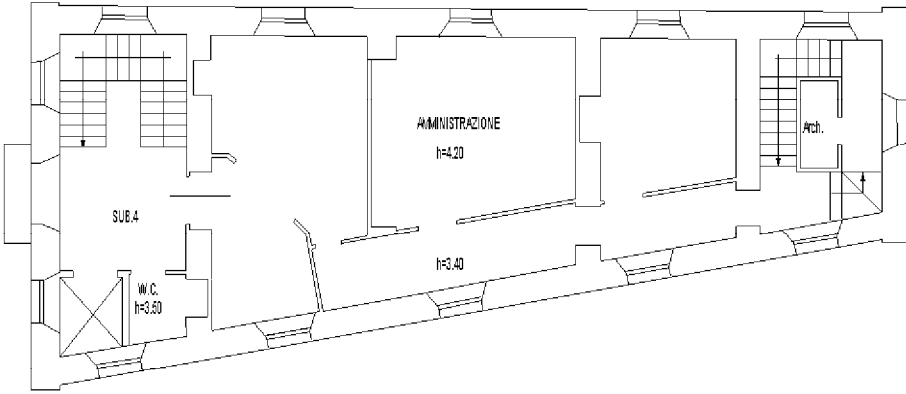 AMMINISTRAZIONE
h=4.20
Arch.
SUB.4
h=3.40
W.C.
h=3.50